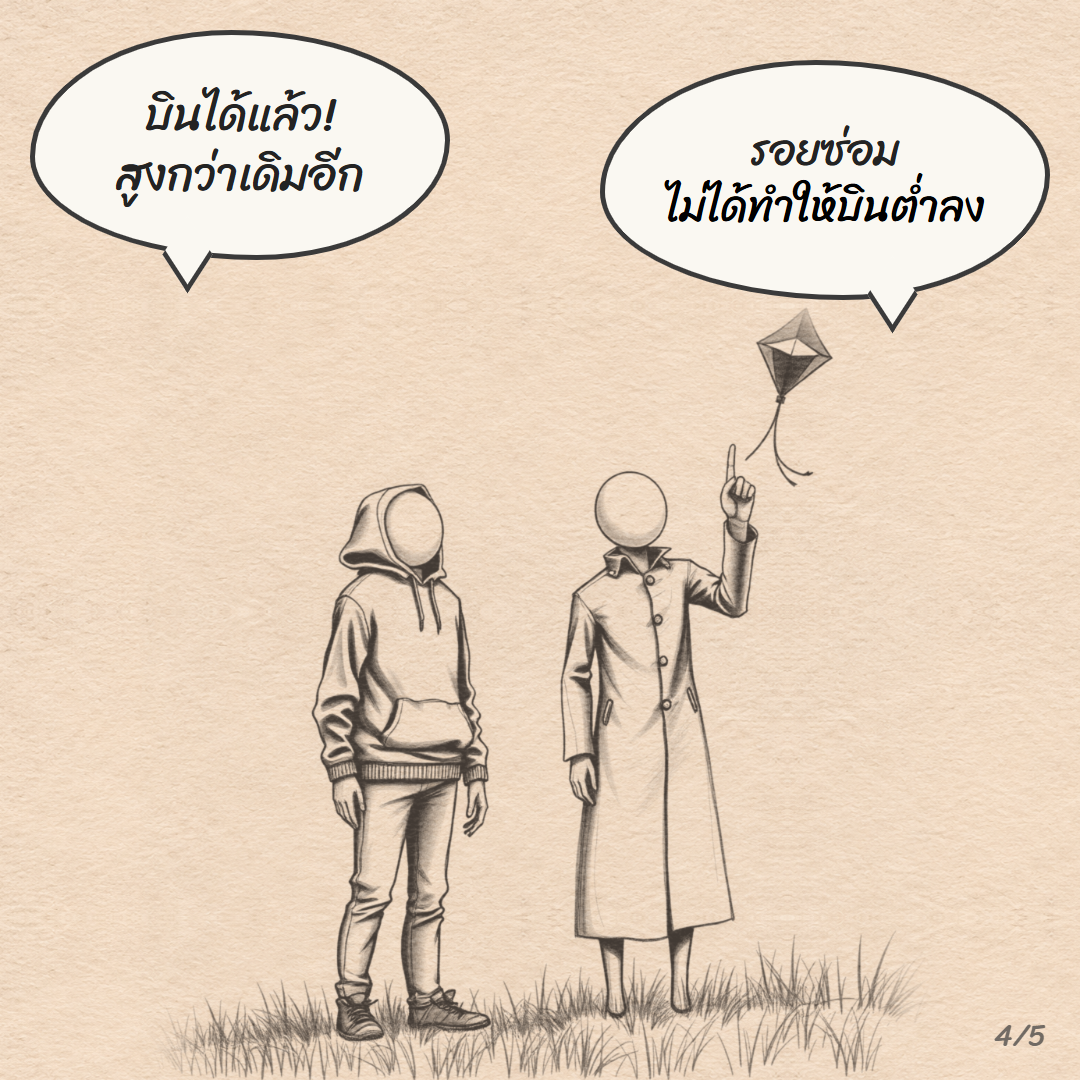 บินได้แล้ว!
สูงกว่าเดิมอีก
รอยซ่อม
ไม่ได้ทำให้บินต่ำลง
4/5